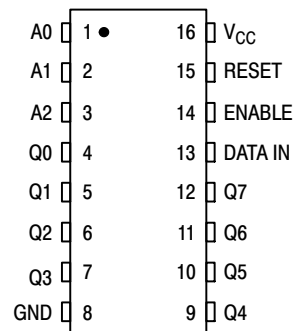 A0 1 16 VCC
A1 2 15 RESET
A2 3 14 ENABLE
Q0 4 13 DATA IN
Q1 5 12 Q7
Q2 6 11 Q6
Q3 7 10 Q5
GND 8 9 Q4